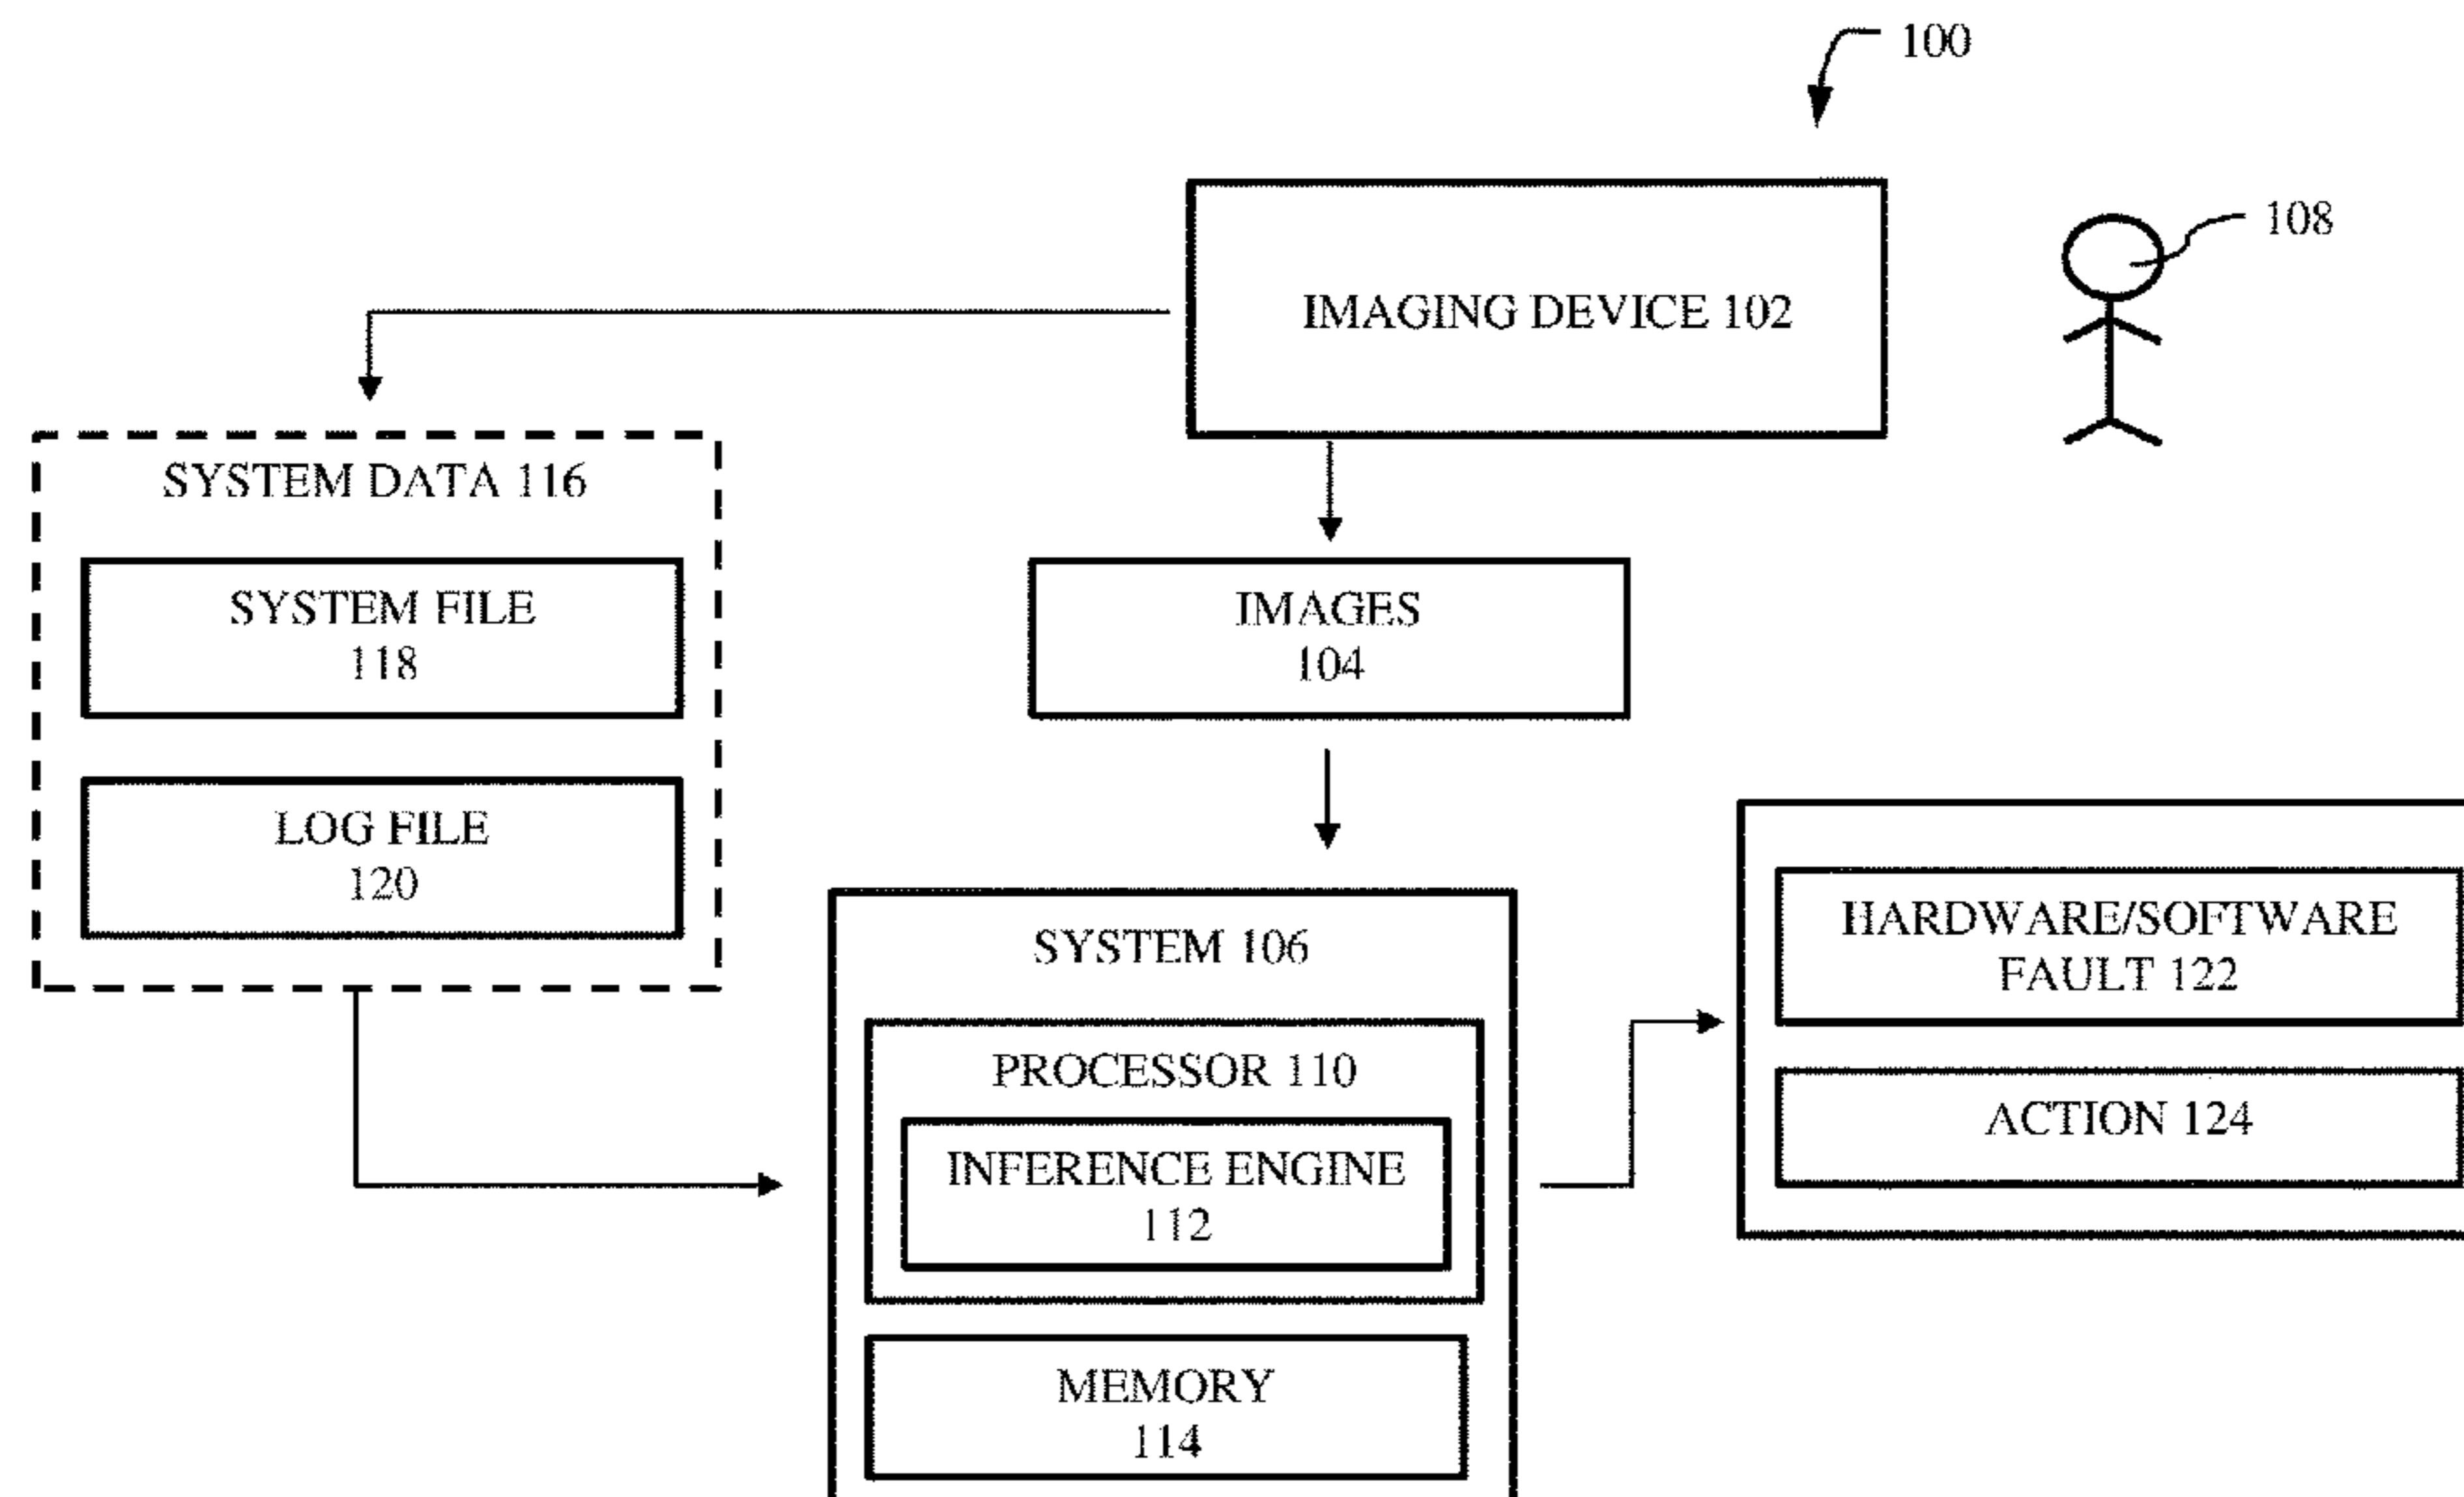 100
108
IMAGING DEVICE 102
SYSTEM DATA 116
SYSTEM FILE
118
LOG FILE
120
IMAGES
104
SYSTEM 106
PROCESSOR 110
INFERENCE ENGINE
112
MEMORY
114
HARDWARE/SOFTWARE
FAULT 122
ACTION 124